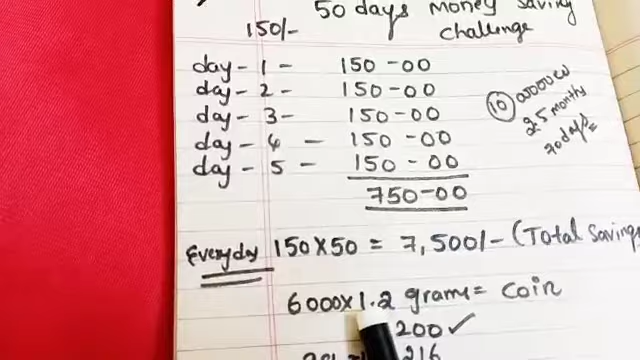 50 days money saving
150/- challenge
day - 1 - 150 - 00
day - 2 - 150 - 00
day - 3 - 150 - 00
day - 4 - 150 - 00
day - 5 - 150 - 00
750 - 00
10
2.5 month
70 days
Everyday 150 X 50 = 7,500/- (Total Savings
6000 x 1.2 grams = coin
200 ✓
216